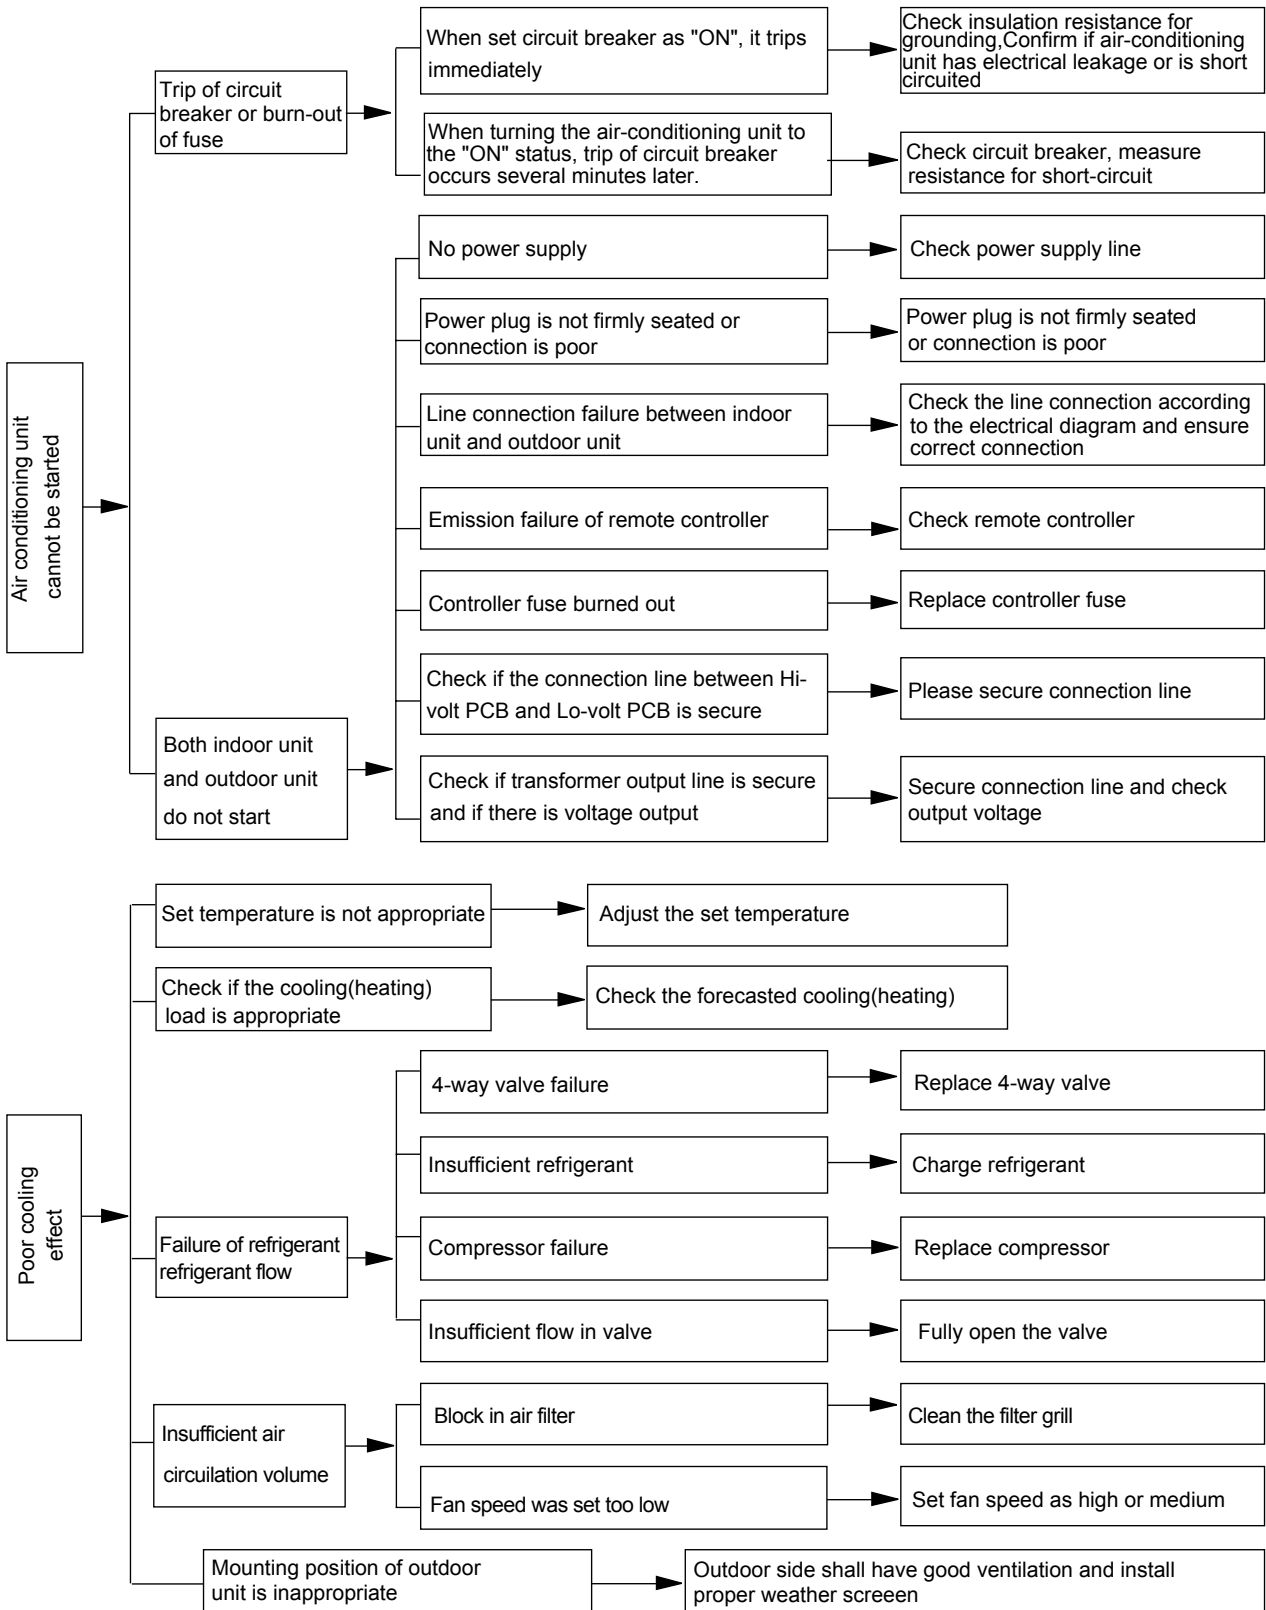 Air conditioning unit
cannot be started
Trip of circuit
breaker or burn-out
of fuse
When set circuit breaker as "ON", it trips
immediately
Check insulation resistance for
grounding,Confirm if air-conditioning
unit has electrical leakage or is short
circuited
When turning the air-conditioning unit to
the "ON" status, trip of circuit breaker
occurs several minutes later.
Check circuit breaker, measure
resistance for short-circuit
Both indoor unit
and outdoor unit
do not start
No power supply
Check power supply line
Power plug is not firmly seated or
connection is poor
Power plug is not firmly seated
or connection is poor
Line connection failure between indoor
unit and outdoor unit
Check the line connection according
to the electrical diagram and ensure
correct connection
Emission failure of remote controller
Check remote controller
Controller fuse burned out
Replace controller fuse
Check if the connection line between Hi-
volt PCB and Lo-volt PCB is secure
Please secure connection line
Check if transformer output line is secure
and if there is voltage output
Secure connection line and check
output voltage
Poor cooling
effect
Set temperature is not appropriate
Adjust the set temperature
Check if the cooling(heating)
load is appropriate
Check the forecasted cooling(heating)
Failure of refrigerant
refrigerant flow
4-way valve failure
Replace 4-way valve
Insufficient refrigerant
Charge refrigerant
Compressor failure
Replace compressor
Insufficient flow in valve
Fully open the valve
Insufficient air
circuilation volume
Block in air filter
Clean the filter grill
Fan speed was set too low
Set fan speed as high or medium
Mounting position of outdoor
unit is inappropriate
Outdoor side shall have good ventilation and install
proper weather screeen